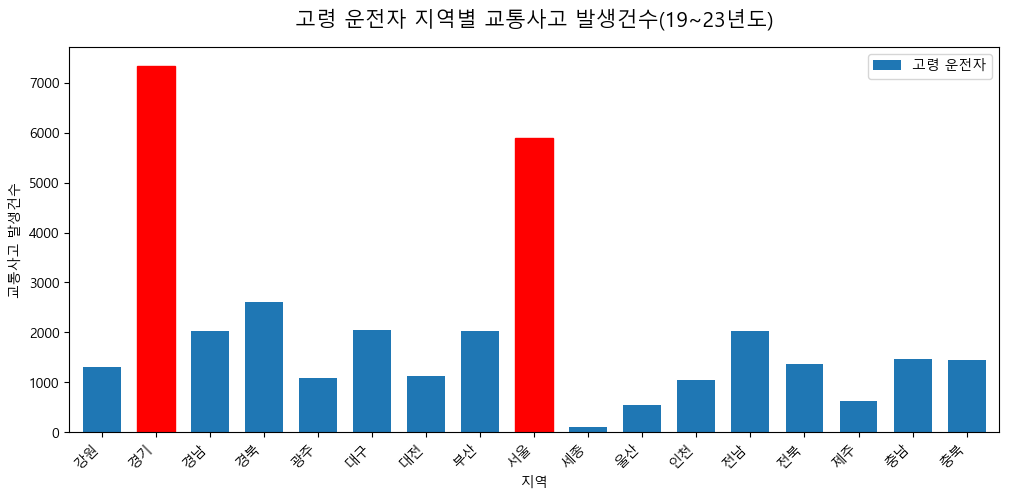 고령 운전자 지역별 교통사고 발생건수(19~23년도)
고령 운전자
교통사고 발생건수
7000
6000
5000
4000
3000
2000
1000
0
강원 경기 경남 경북 광주 대구 대전 부산 서울 세종 울산 인천 전남 전북 제주 충남 충북
지역